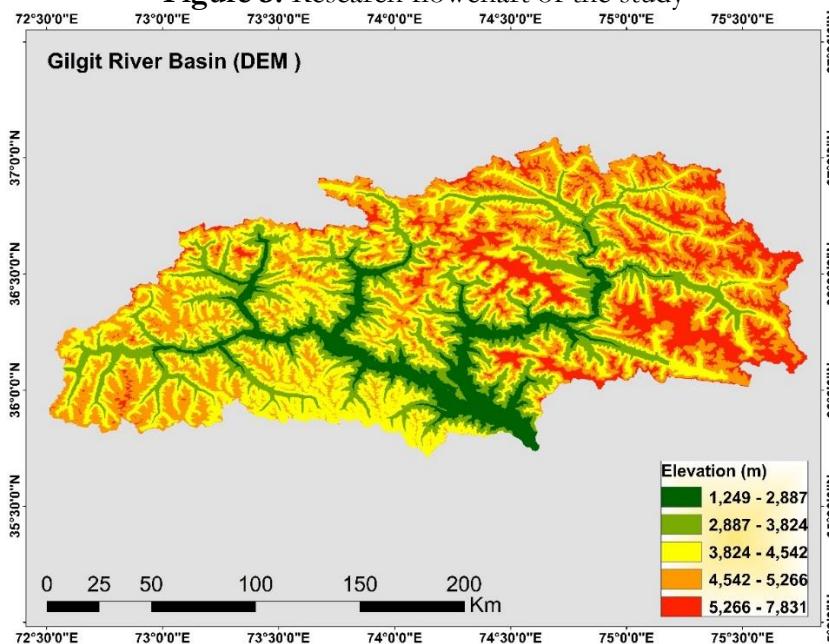 Figure 3. Research flowchart of the study
72°30'0"E 73°0'0"E 73°30'0"E 74°0'0"E 74°30'0"E 75°0'0"E 75°30'0"E
Gilgit River Basin (DEM )
37°0'0"N
36°30'0"N
36°0'0"N
35°30'0"N
Elevation (m)
1,249 - 2,887
2,887 - 3,824
3,824 - 4,542
4,542 - 5,266
5,266 - 7,831
0 25 50 100 150 200
Km
72°30'0"E 73°0'0"E 73°30'0"E 74°0'0"E 74°30'0"E 75°0'0"E 75°30'0"E